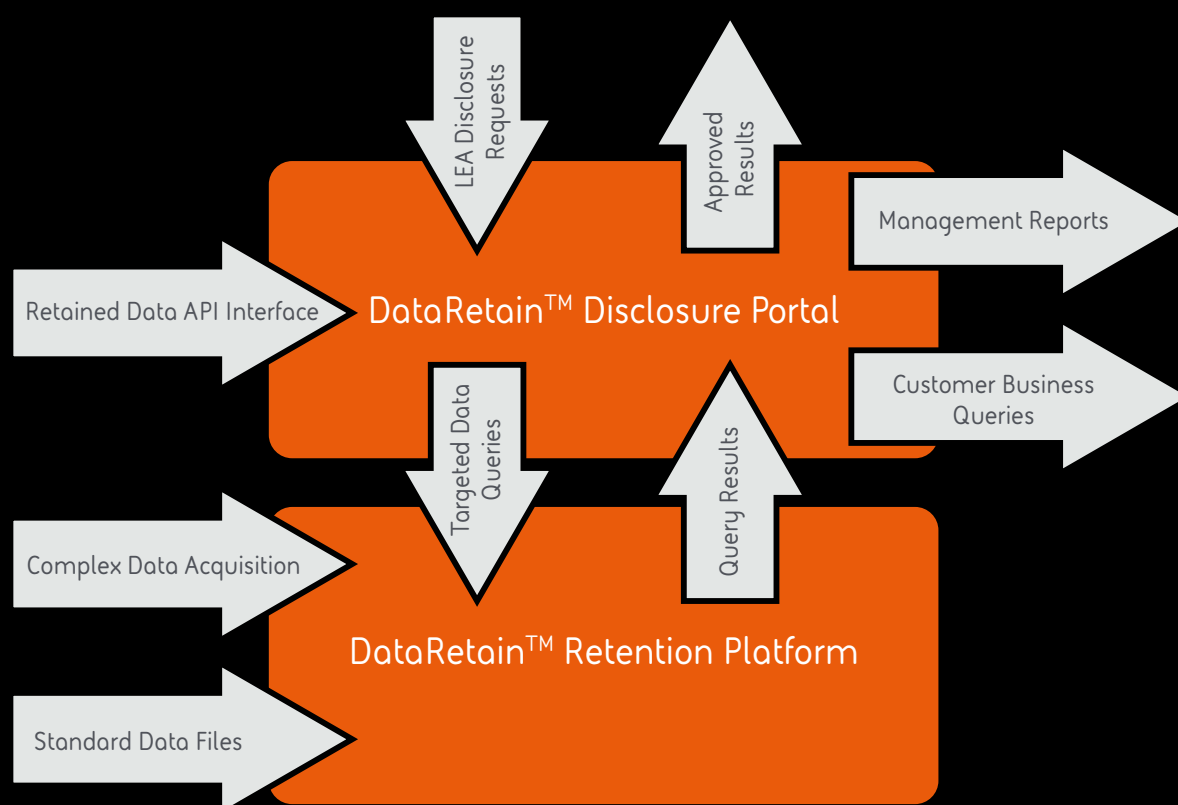 LEA Disclosure
Requests
Approved
Results
Management Reports
Retained Data API Interface
DataRetain™ Disclosure Portal
Customer Business
Queries
Targeted Data
Queries
Query Results
Complex Data Acquisition
DataRetain™ Retention Platform
Standard Data Files